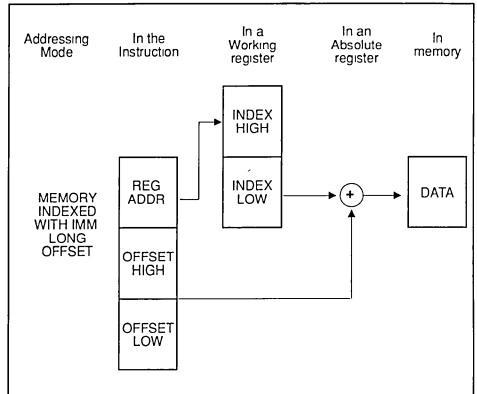 Addressing Mode
In the Instruction
In a Working register
In an Absolute register
In memory
MEMORY
INDEXED
WITH IMM
LONG
OFFSET
REG
ADDR
OFFSET
HIGH
OFFSET
LOW
INDEX
HIGH
INDEX
LOW
+
DATA